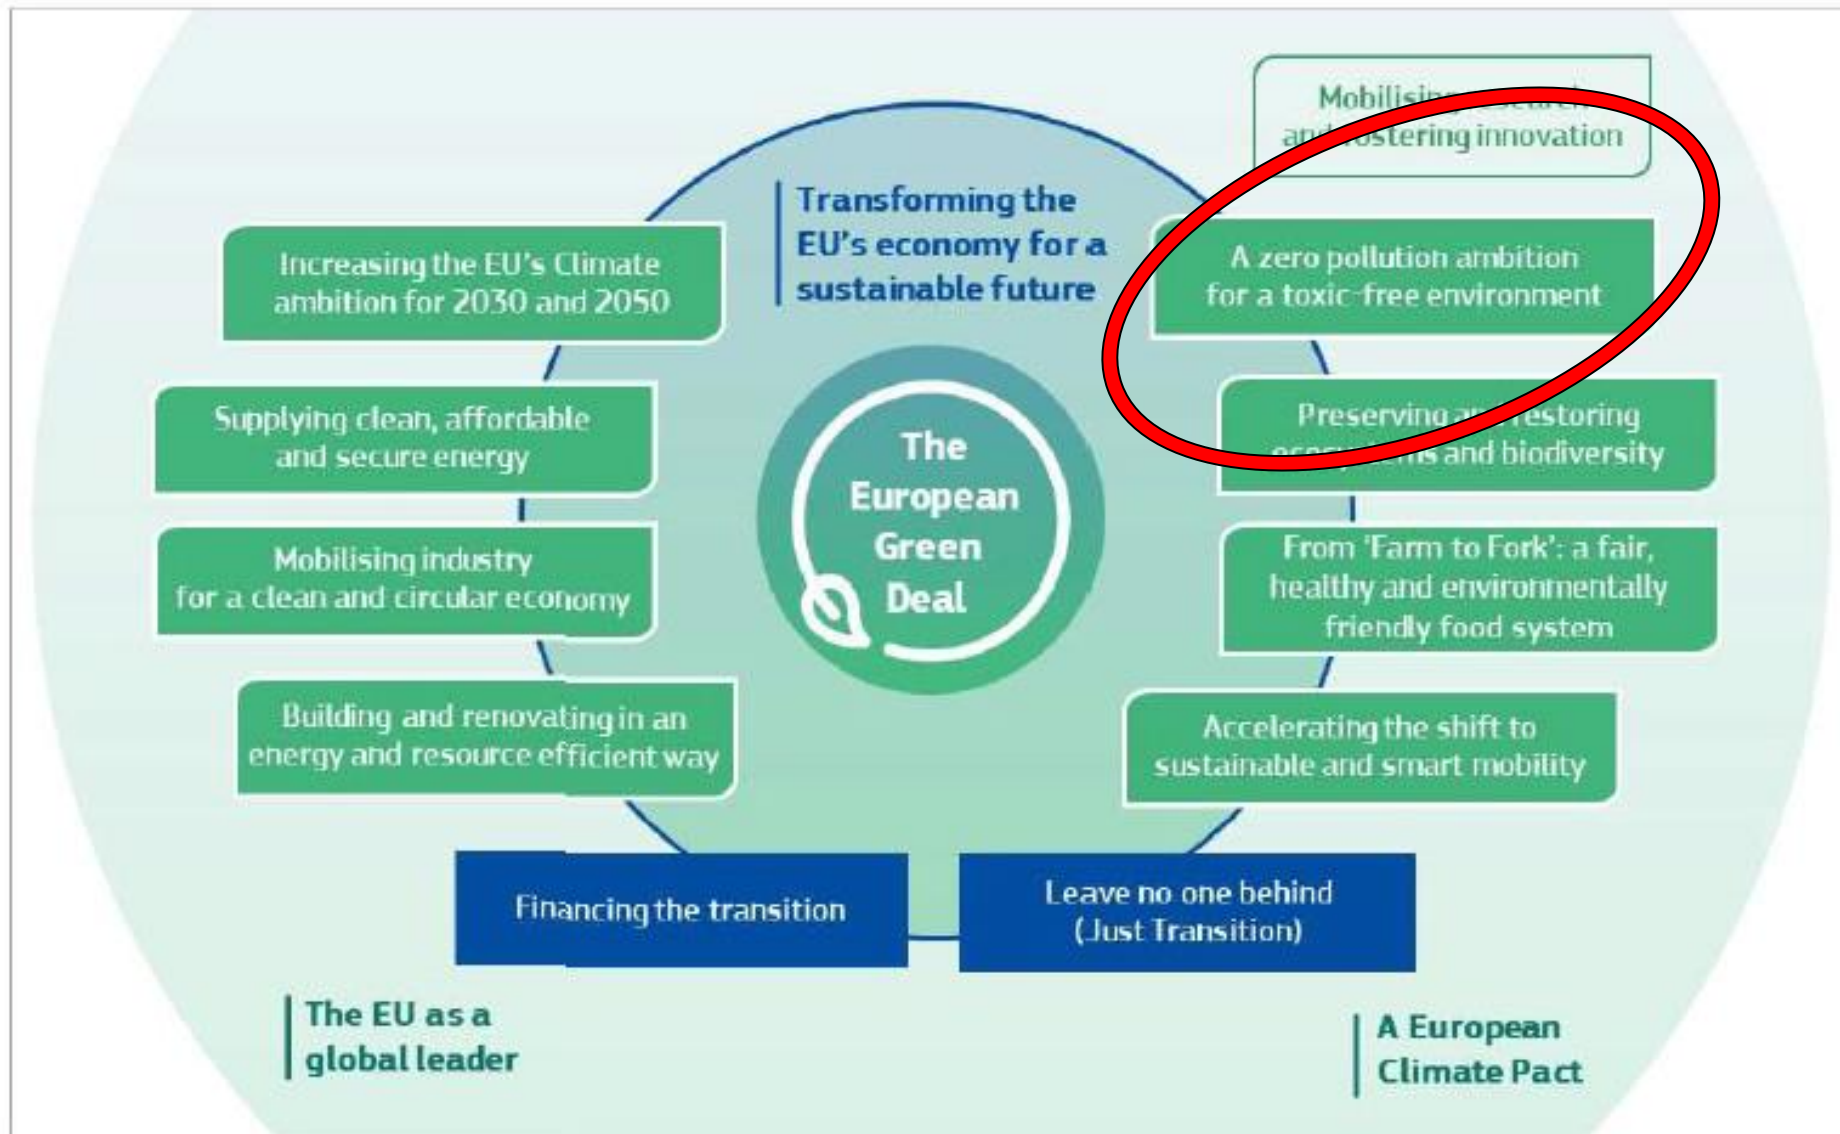 Mobilising research
and fostering innovation
Transforming the
EU's economy for a
sustainable future
Increasing the EU's Climate
ambition for 2030 and 2050
A zero pollution ambition
for a toxic-free environment
Supplying clean, affordable
and secure energy
Preserving and restoring
ecosystems and biodiversity
The
European
Green
Deal
Mobilising industry
for a clean and circular economy
From 'Farm to Fork': a fair,
healthy and environmentally
friendly food system
Building and renovating in an
energy and resource efficient way
Accelerating the shift to
sustainable and smart mobility
Financing the transition
Leave no one behind
(Just Transition)
The EU as a
global leader
A European
Climate Pact